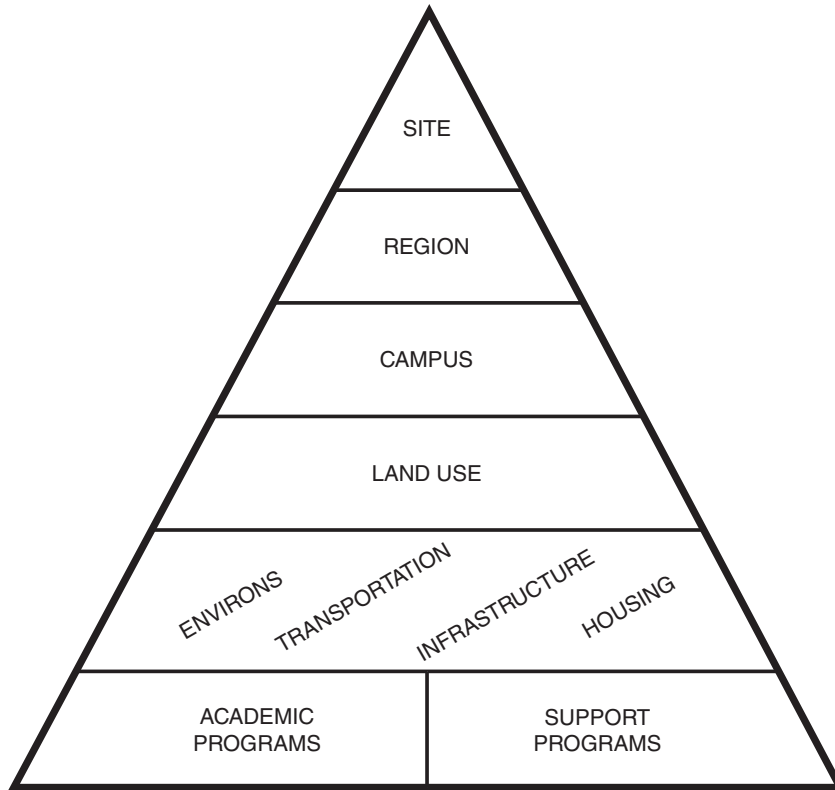 SITE
REGION
CAMPUS
LAND USE
ENVIRONS
TRANSPORTATION
INFRASTRUCTURE
HOUSING
ACADEMIC
PROGRAMS
SUPPORT
PROGRAMS